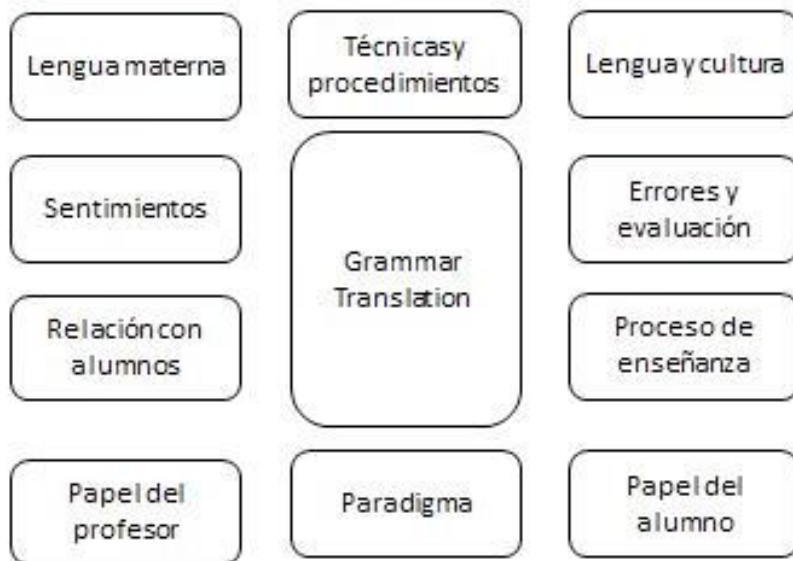 Lengua materna
Técnicas y
procedimientos
Lengua y cultura
Sentimientos
Grammar
Translation
Errores y
evaluación
Relación con
alumnos
Proceso de
enseñanza
Papel del
profesor
Paradigma
Papel del
alumno